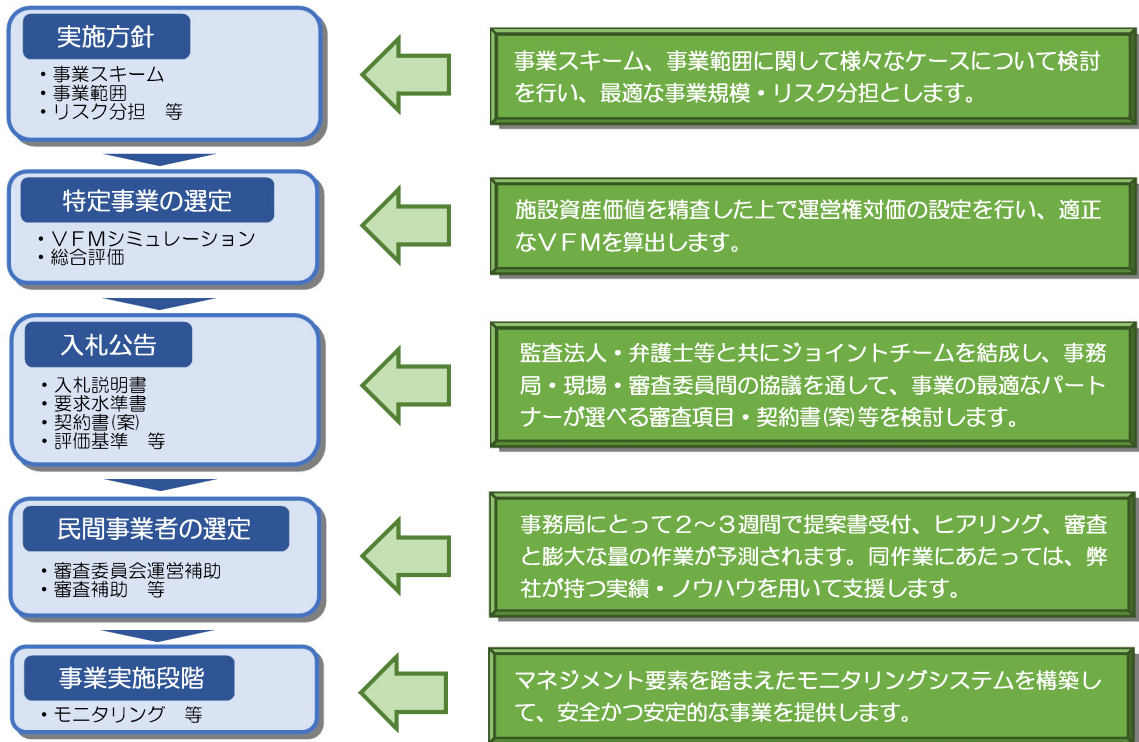 実施方針
・事業スキーム
・事業範囲
・リスク分担　等
事業スキーム、事業範囲に関して様々なケースについて検討
を行い、最適な事業規模・リスク分担とします。
特定事業の選定
・ＶＦＭシミュレーション
・総合評価
施設資産価値を精査した上で運営権対価の設定を行い、適正
なＶＦＭを算出します。
入札公告
・入札説明書
・要求水準書
・契約書(案)
・評価基準　等
監査法人・弁護士等と共にジョイントチームを結成し、事務
局・現場・審査委員間の協議を通して、事業の最適なパート
ナーが選べる審査項目・契約書(案)等を検討します。
民間事業者の選定
・審査委員会運営補助
・審査補助　等
事務局にとって２～３週間で提案書受付、ヒアリング、審査
と膨大な量の作業が予測されます。同作業にあたっては、弊
社が持つ実績・ノウハウを用いて支援します。
事業実施段階
・モニタリング　等
マネジメント要素を踏まえたモニタリングシステムを構築し
て、安全かつ安定的な事業を提供します。